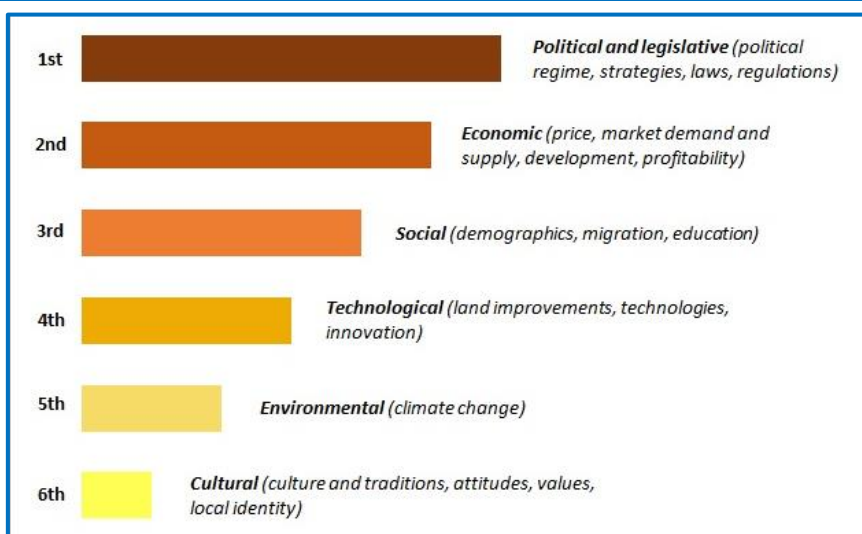 1st
Political and legislative (political
regime, strategies, laws, regulations)
2nd
Economic (price, market demand and
supply, development, profitability)
3rd
Social (demographics, migration, education)
4th
Technological (land improvements, technologies,
innovation)
5th
Environmental (climate change)
6th
Cultural (culture and traditions, attitudes, values,
local identity)